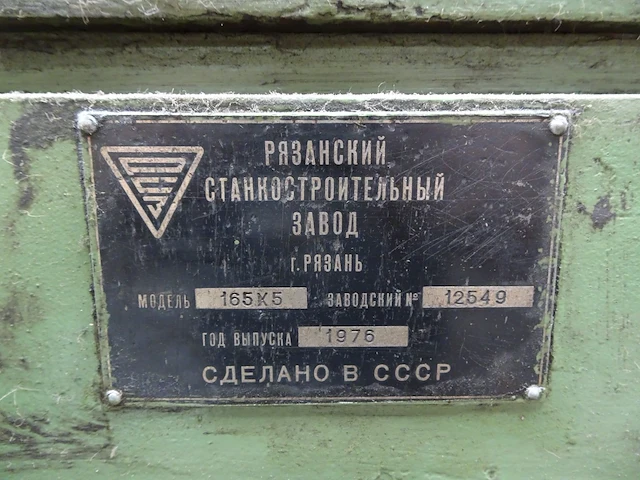 РЯЗАНСКИЙ
СТАНКОСТРОИТЕЛЬНЫЙ
ЗАВОД
г. РЯЗАНЬ
МОДЕЛЬ 165К5 ЗАВОДСКИЙ № 12549
ГОД ВЫПУСКА 1976
СДЕЛАНО В СССР